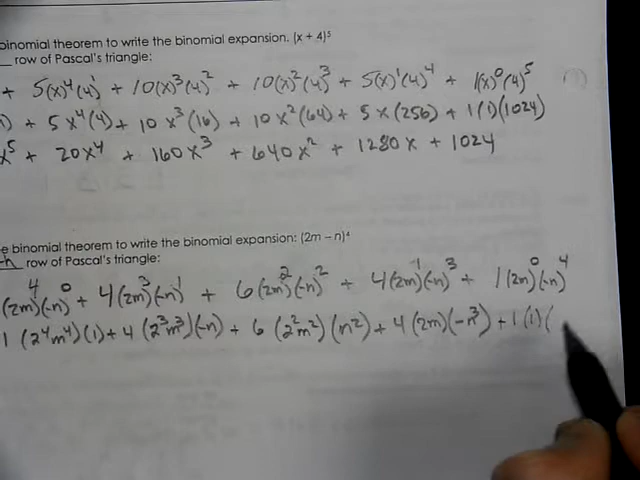 binomial theorem to write the binomial expansion. (x + 4)⁵
__ row of Pascal's triangle:
+ 5(x)⁴(4)¹ + 10(x)³(4)² + 10(x)²(4)³ + 5(x)¹(4)⁴ + 1(x)⁰(4)⁵
) + 5x⁴(4) + 10x³(16) + 10x²(64) + 5x(256) + 1(1)(1024)
x⁵ + 20x⁴ + 160x³ + 640x² + 1280x + 1024
e binomial theorem to write the binomial expansion: (2m – n)⁴
row of Pascal's triangle:
(2m)⁴(-n)⁰ + 4(2m)³(-n)¹ + 6(2m)²(-n)² + 4(2m)¹(-n)³ + 1(2m)⁰(-n)⁴
1(2⁴m⁴)(1) + 4(2³m³)(-n) + 6(2²m²)(n²) + 4(2m)(-n³) + 1(1)(